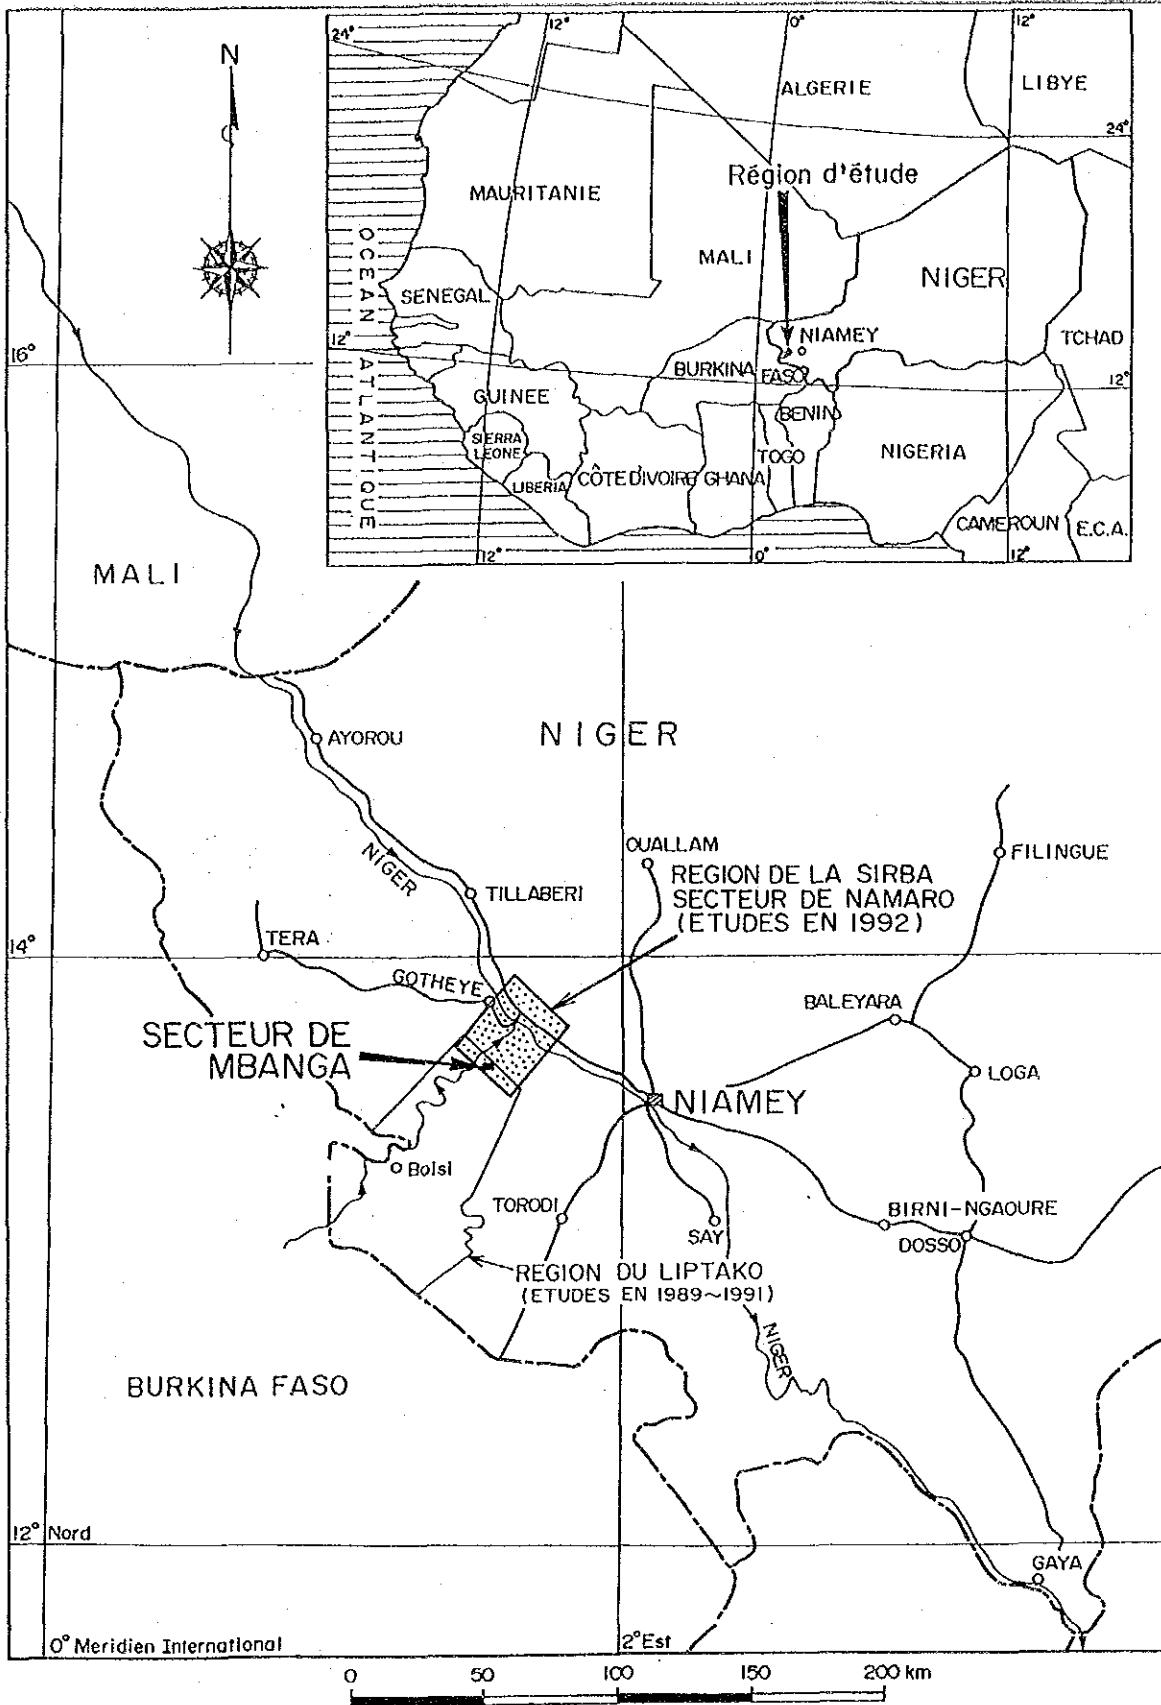 N
24°
12°
0°
12°
ALGERIE
LIBYE
24°
Région d'étude
MAURITANIE
OCEAN ATLANTIQUE
MALI
NIGER
SENEGAL
12°
NIAMEY
TCHAD
BURKINA FASO
12°
GUINEE
BENIN
SIERRA
LEONE
TOGO
NIGERIA
LIBERIA
CÔTE D'IVOIRE
GHANA
CAMEROUN
E.C.A.
12°
0°
12°
16°
MALI
NIGER
AYOROU
OUALLAM
FILINGUE
NIGER
REGION DE LA SIRBA
SECTEUR DE NAMARO
(ETUDES EN 1992)
TILLABERI
TERA
14°
GOTHEYE
BALEYARA
SECTEUR DE
MBANGA
LOGA
NIAMEY
Bolsi
TORODI
SAY
BIRNI-NGAOURE
DOSSO
REGION DU LIPTAKO
(ETUDES EN 1989~1991)
NIGER
BURKINA FASO
12° Nord
GAYA
0° Meridien International
2° Est
0 50 100 150 200 km